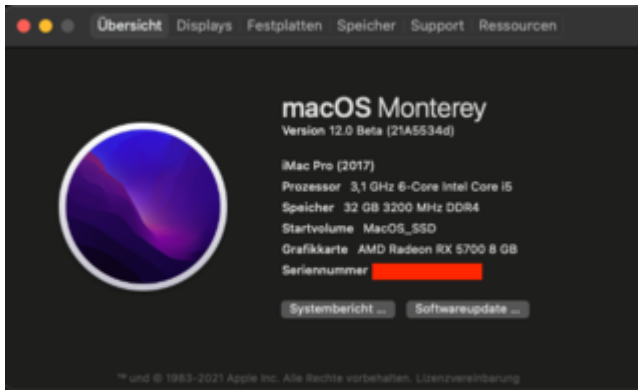 Übersicht Displays Festplatten Speicher Support Ressourcen
macOS Monterey
Version 12.0 Beta (21A5534d)
iMac Pro (2017)
Prozessor 3,1 GHz 6-Core Intel Core i5
Speicher 32 GB 3200 MHz DDR4
Startvolume MacOS_SSD
Grafikkarte AMD Radeon RX 5700 8 GB
Seriennummer
Systembericht ... Softwareupdate ...
™ und © 1983-2021 Apple Inc. Alle Rechte vorbehalten. Lizenzvereinbarung